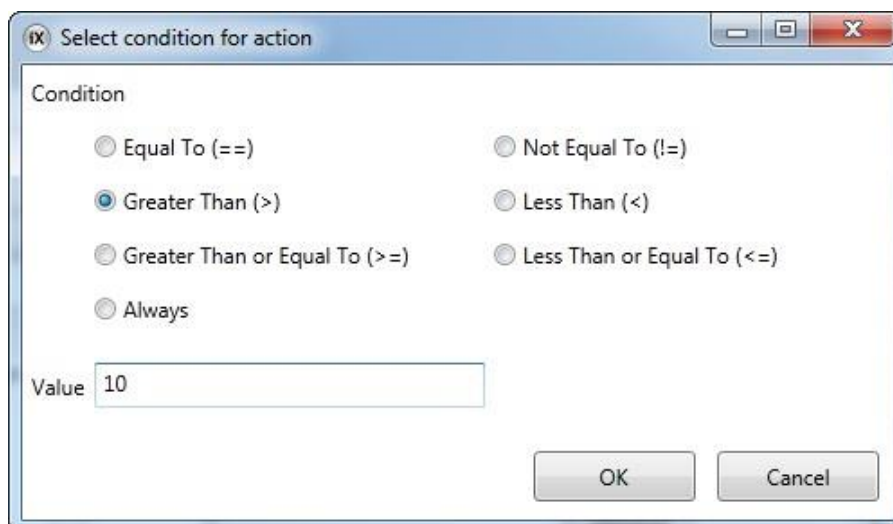 iX Select condition for action
Condition
Equal To (==) Not Equal To (!=)
Greater Than (>) Less Than (<)
Greater Than or Equal To (>=) Less Than or Equal To (<=)
Always
Value 10
OK Cancel